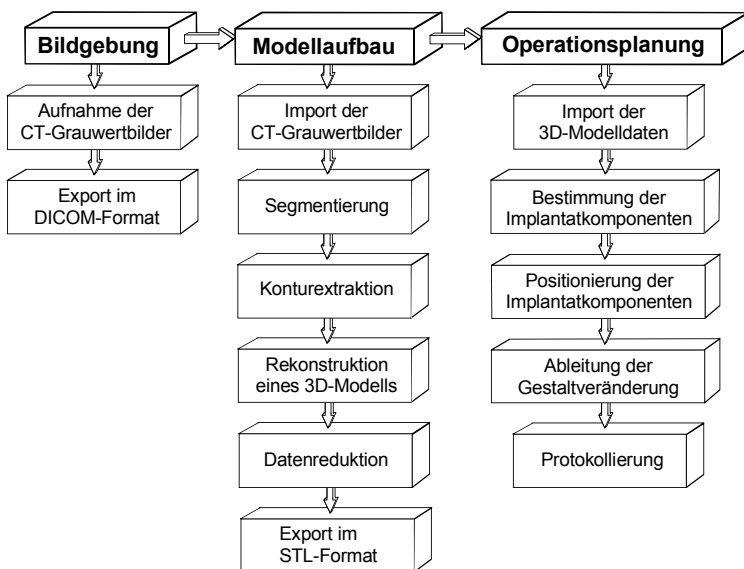 Bildgebung
Modellaufbau
Operationsplanung
Aufnahme der
CT-Grauwertbilder
Export im
DICOM-Format
Import der
CT-Grauwertbilder
Segmentierung
Konturextraktion
Rekonstruktion
eines 3D-Modells
Datenreduktion
Export im
STL-Format
Import der
3D-Modelldaten
Bestimmung der
Implantatkomponenten
Positionierung der
Implantatkomponenten
Ableitung der
Gestaltveränderung
Protokollierung